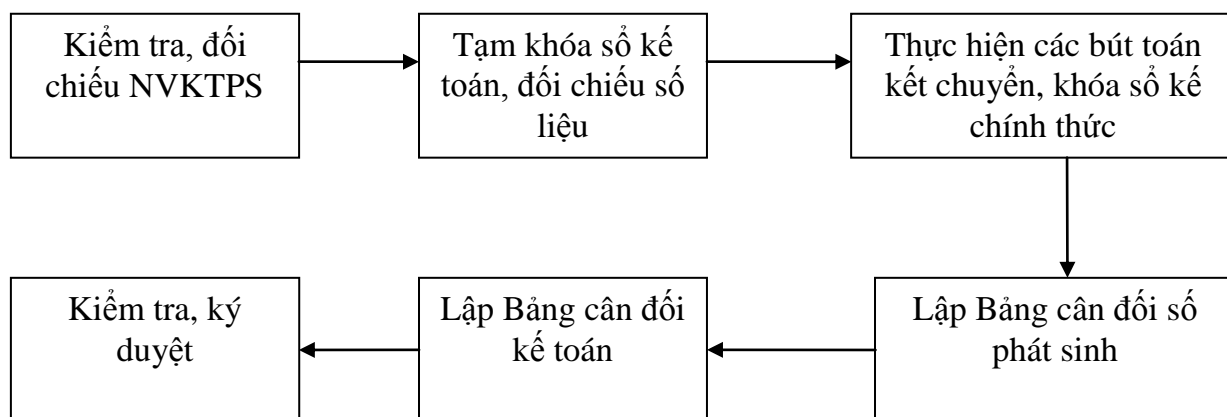 Kiểm tra, đối
chiếu NVKTPS
Tạm khóa sổ kế
toán, đối chiếu số
liệu
Thực hiện các bút toán
kết chuyển, khóa sổ kế
chính thức
Kiểm tra, ký
duyệt
Lập Bảng cân đối
kế toán
Lập Bảng cân đối số
phát sinh